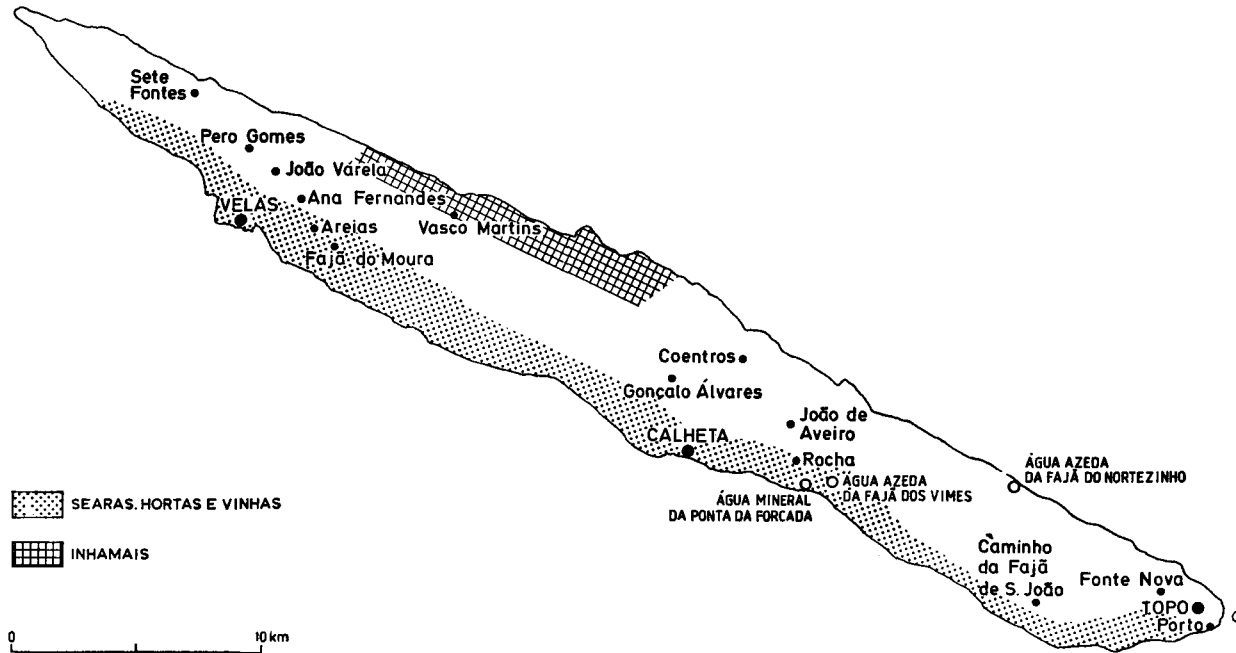 Sete
Fontes
Pero Gomes
João Várela
Ana Fernandes
VELAS
Vasco Martins
Areias
Fajã do Moura
Coentros
Gonçalo Álvares
João de
Aveiro
CALHETA
Rocha
ÁGUA AZEDA
DA FAJÃ DO NORTEZINHO
ÁGUA AZEDA
DA FAJÃ DOS VIMES
ÁGUA MINERAL
DA PONTA DA FORCADA
SEARAS. HORTAS E VINHAS
INHAMAIS
Caminho
da Fajã
de S. João
Fonte Nova
TOPO
Porto
0
10 km